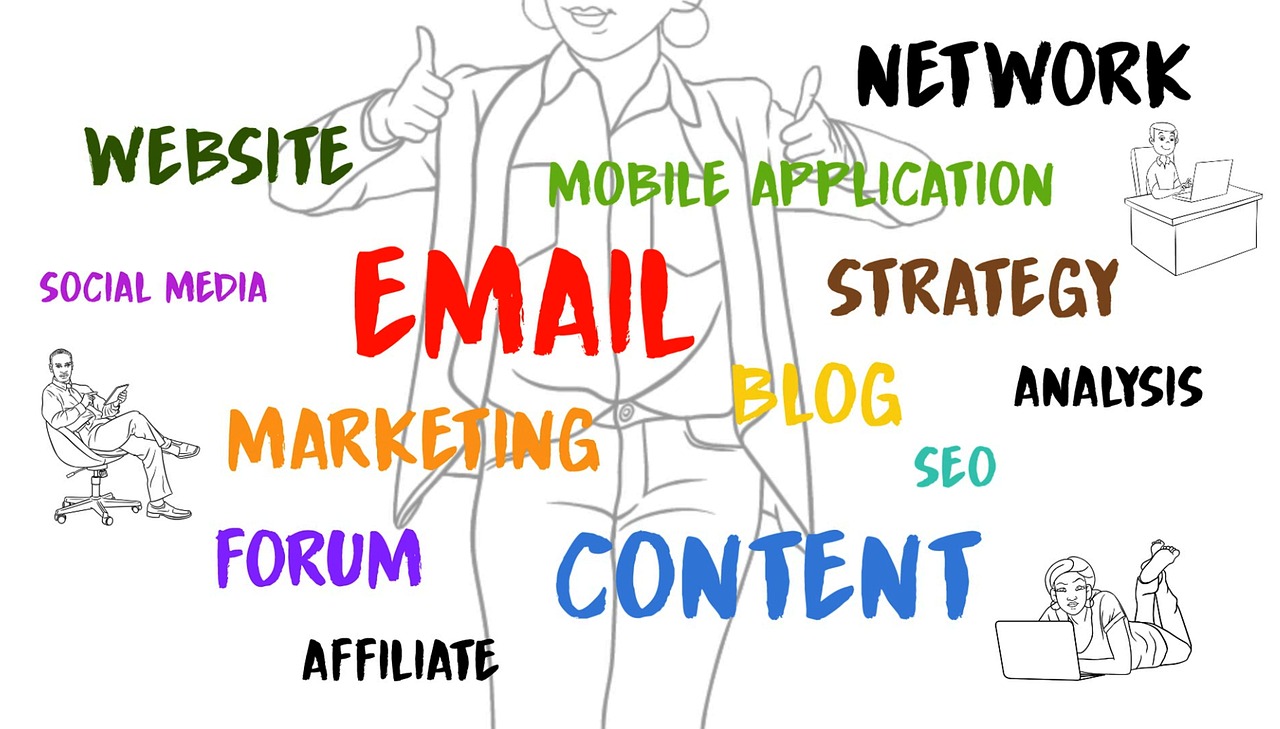 NETWORK
WEBSITE
MOBILE APPLICATION
SOCIAL MEDIA
EMAIL
STRATEGY
BLOG
ANALYSIS
MARKETING
SEO
FORUM
CONTENT
AFFILIATE